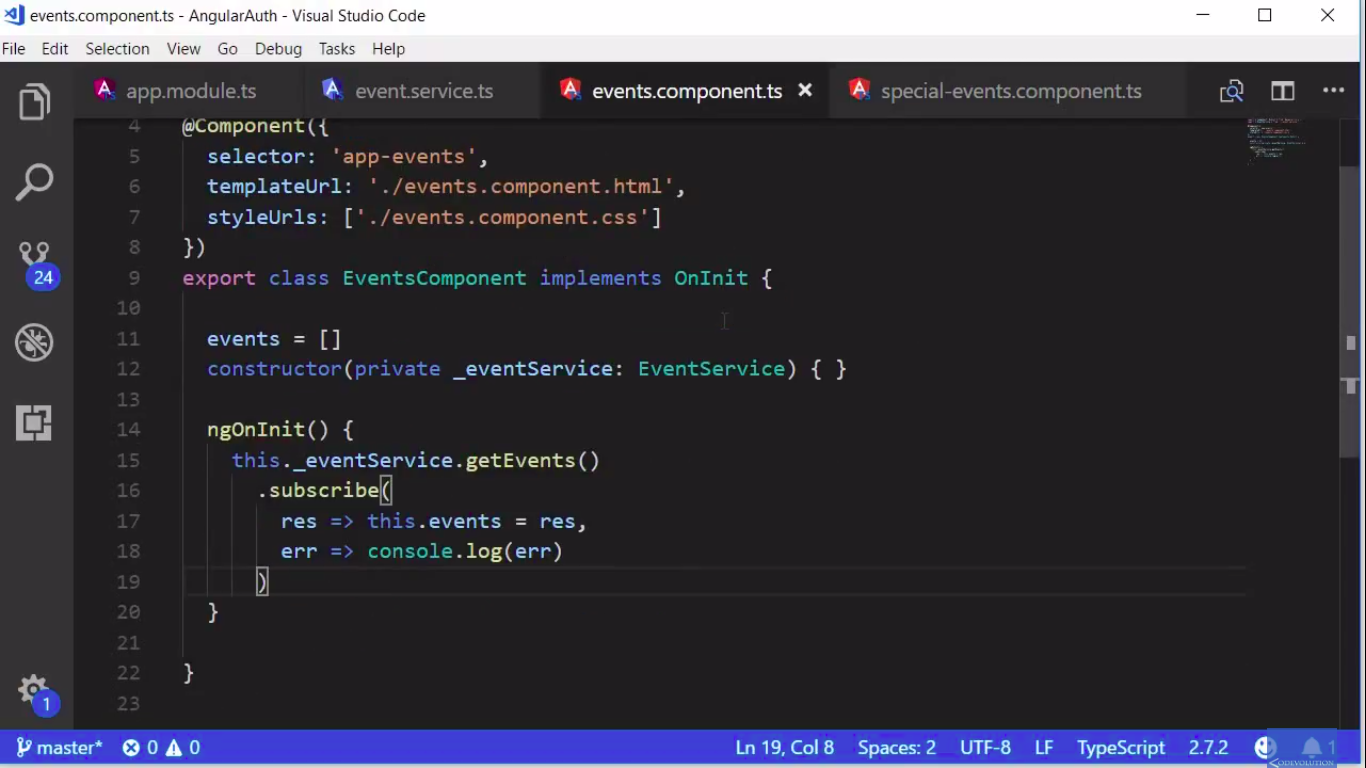 events.component.ts - AngularAuth - Visual Studio Code
File Edit Selection View Go Debug Tasks Help
app.module.ts event.service.ts events.component.ts special-events.component.ts
4 @Component({
5 selector: 'app-events',
6 templateUrl: './events.component.html',
7 styleUrls: ['./events.component.css']
8 })
9 export class EventsComponent implements OnInit {
10
11 events = []
12 constructor(private _eventService: EventService) { }
13
14 ngOnInit() {
15 this._eventService.getEvents()
16 .subscribe(
17 res => this.events = res,
18 err => console.log(err)
19 )
20 }
21
22 }
23
24
1
master* 0 0 Ln 19, Col 8 Spaces: 2 UTF-8 LF TypeScript 2.7.2 1
CODEVOLUTION